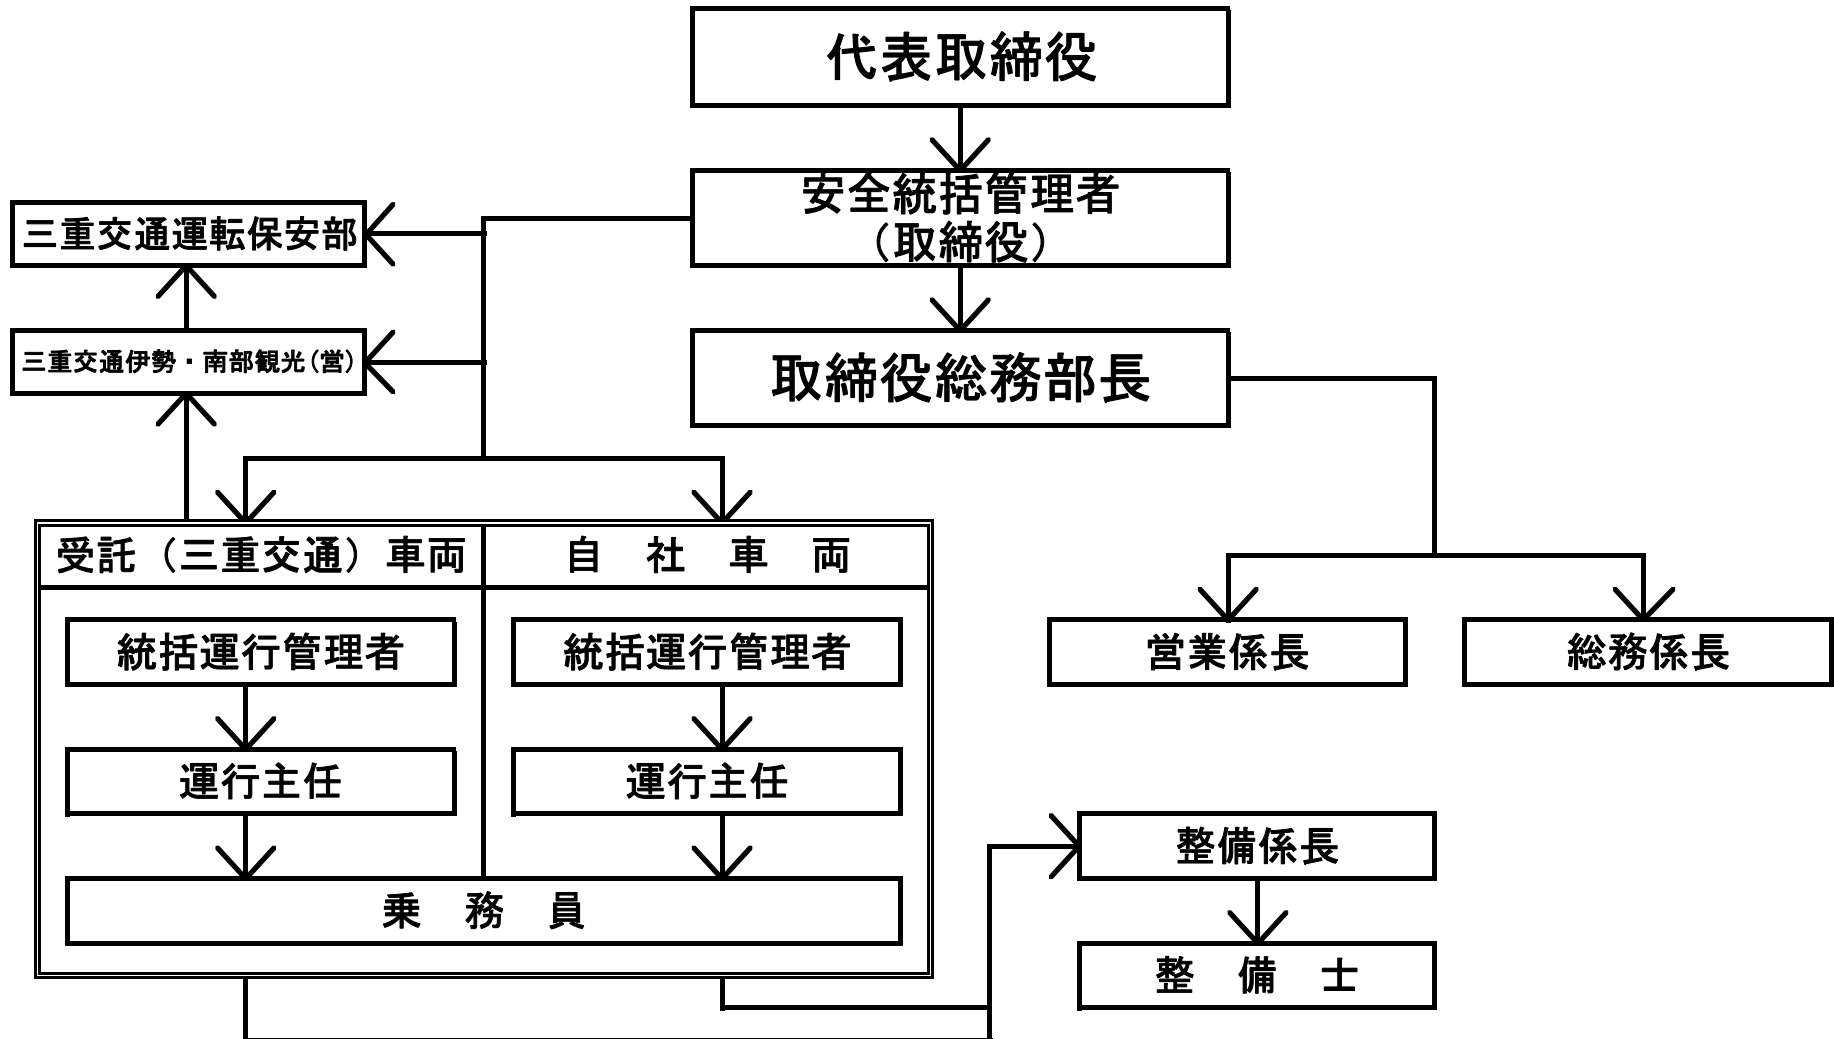 代表取締役
安全統括管理者
（取締役）
三重交通運転保安部
三重交通伊勢・南部観光（営）
取締役総務部長
受託（三重交通）車両
自　社　車　両
統括運行管理者
統括運行管理者
営業係長
総務係長
運行主任
運行主任
整備係長
乗　務　員
整　備　士